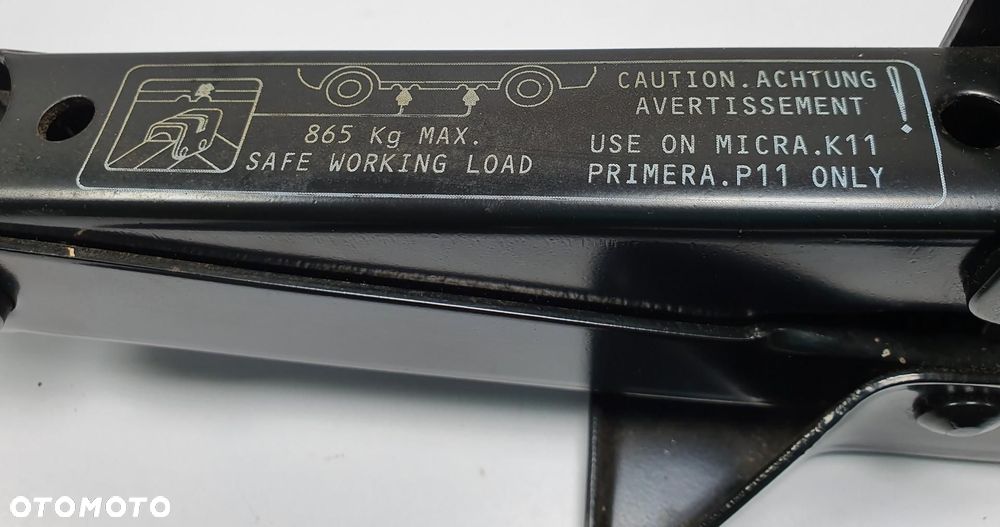 865 Kg MAX.
SAFE WORKING LOAD
CAUTION.ACHTUNG
AVERTISSEMENT
!
USE ON MICRA.K11
PRIMERA.P11 ONLY
OTOMOTO